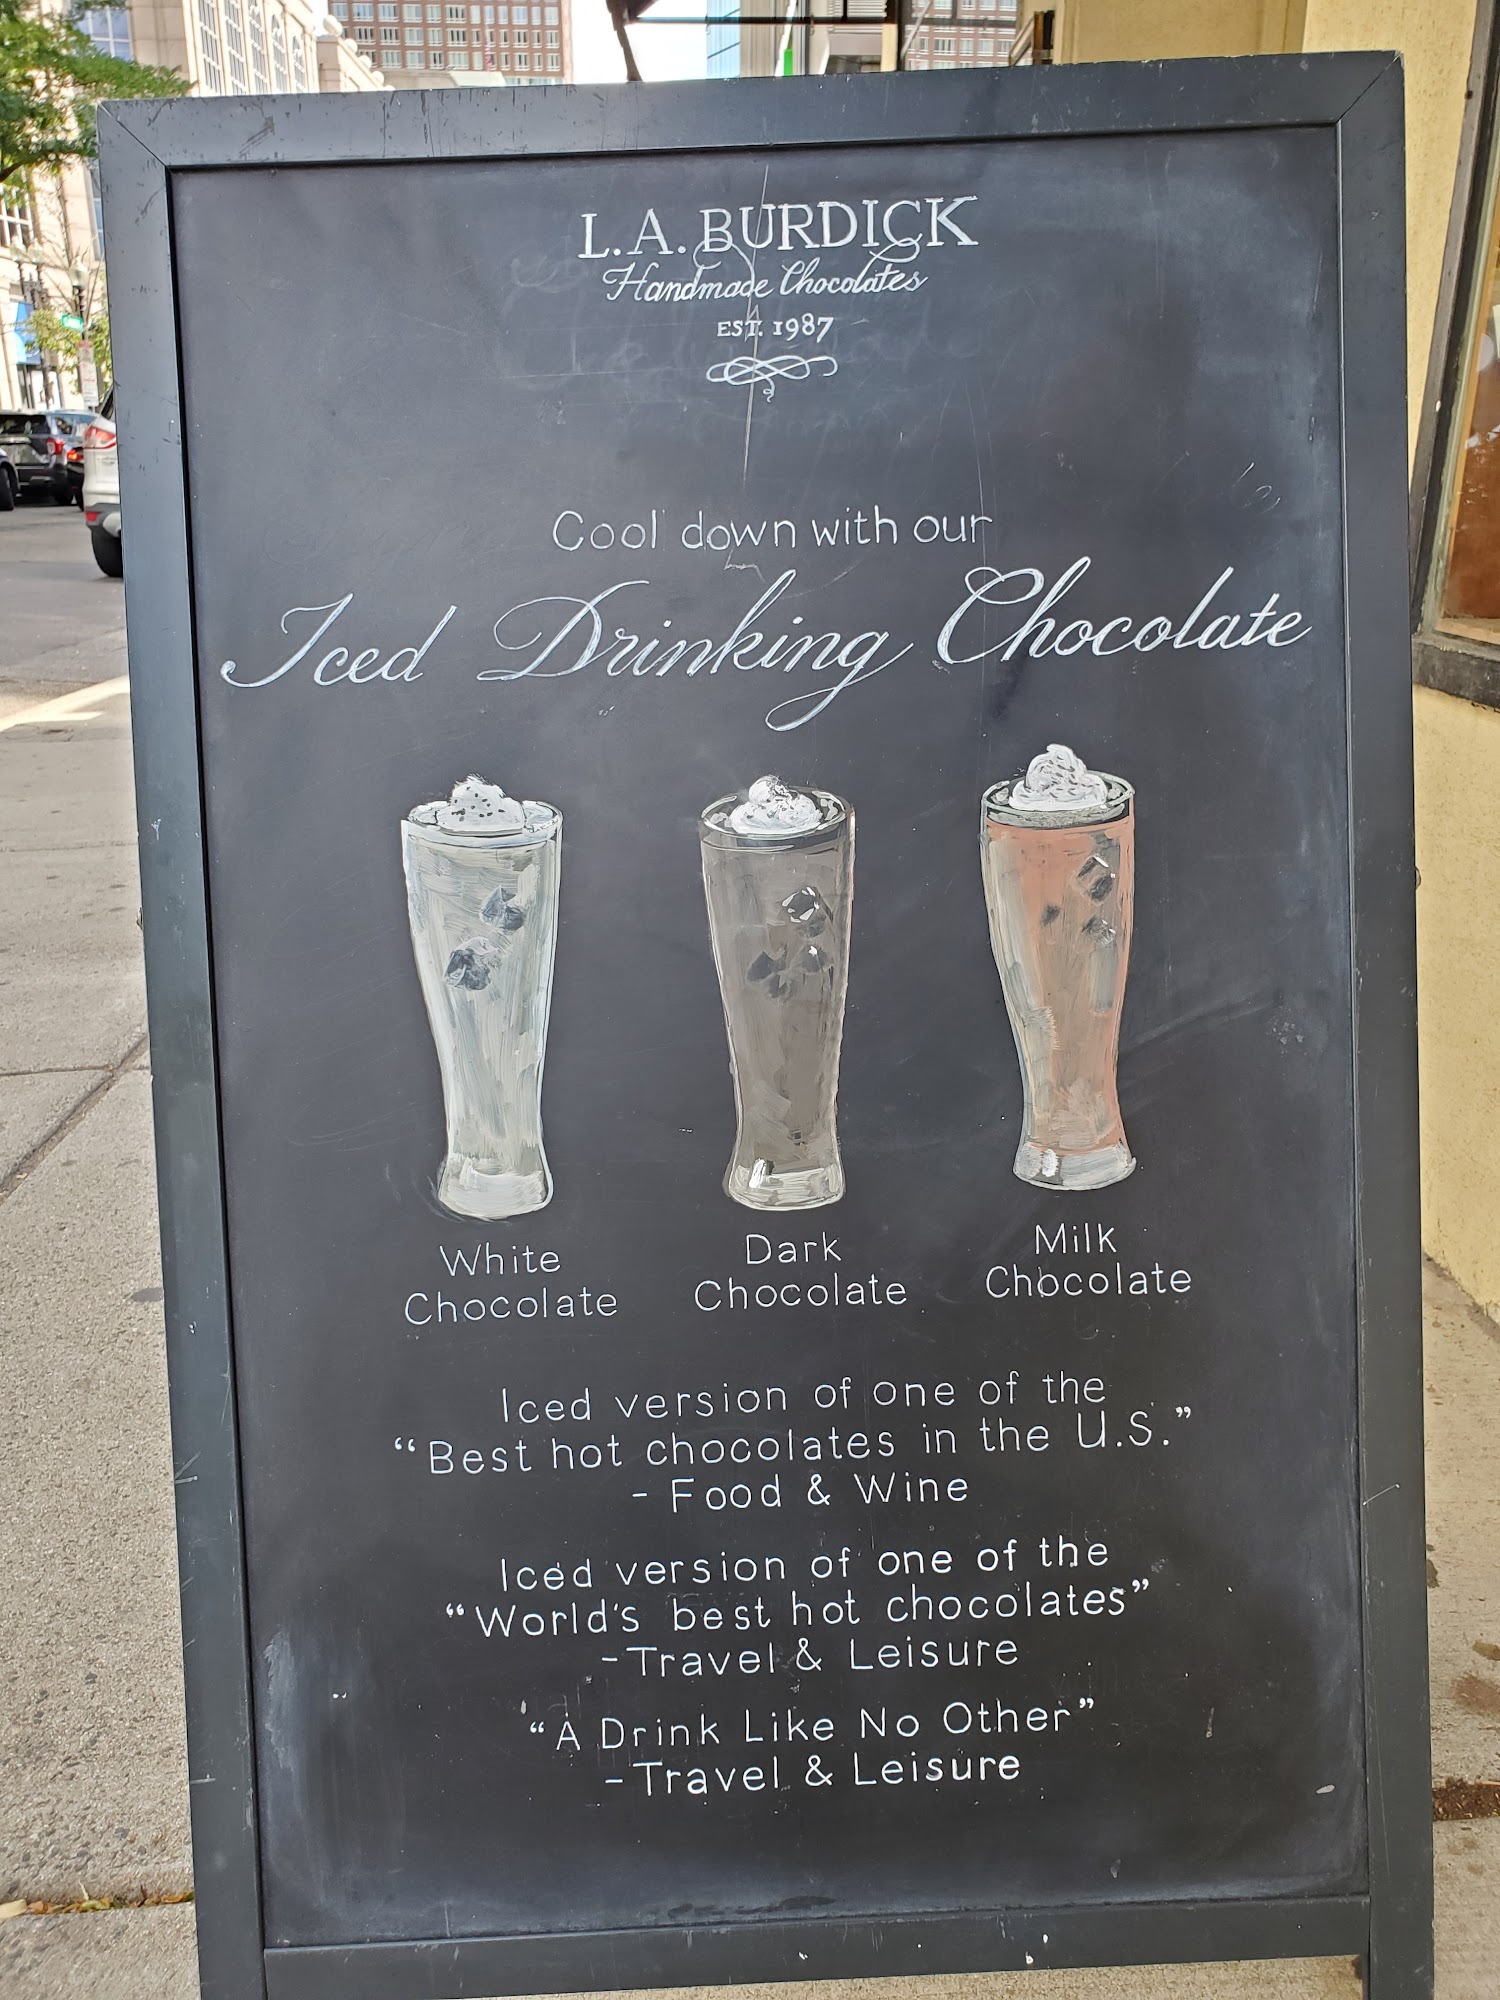 L.A. BURDICK
Handmade Chocolates
EST. 1987
Cool down with our
Iced Drinking Chocolate
White
Chocolate
Dark
Chocolate
Milk
Chocolate
Iced version of one of the
“Best hot chocolates in the U.S.”
- Food & Wine
Iced version of one of the
“World's best hot chocolates”
- Travel & Leisure
“A Drink Like No Other”
- Travel & Leisure